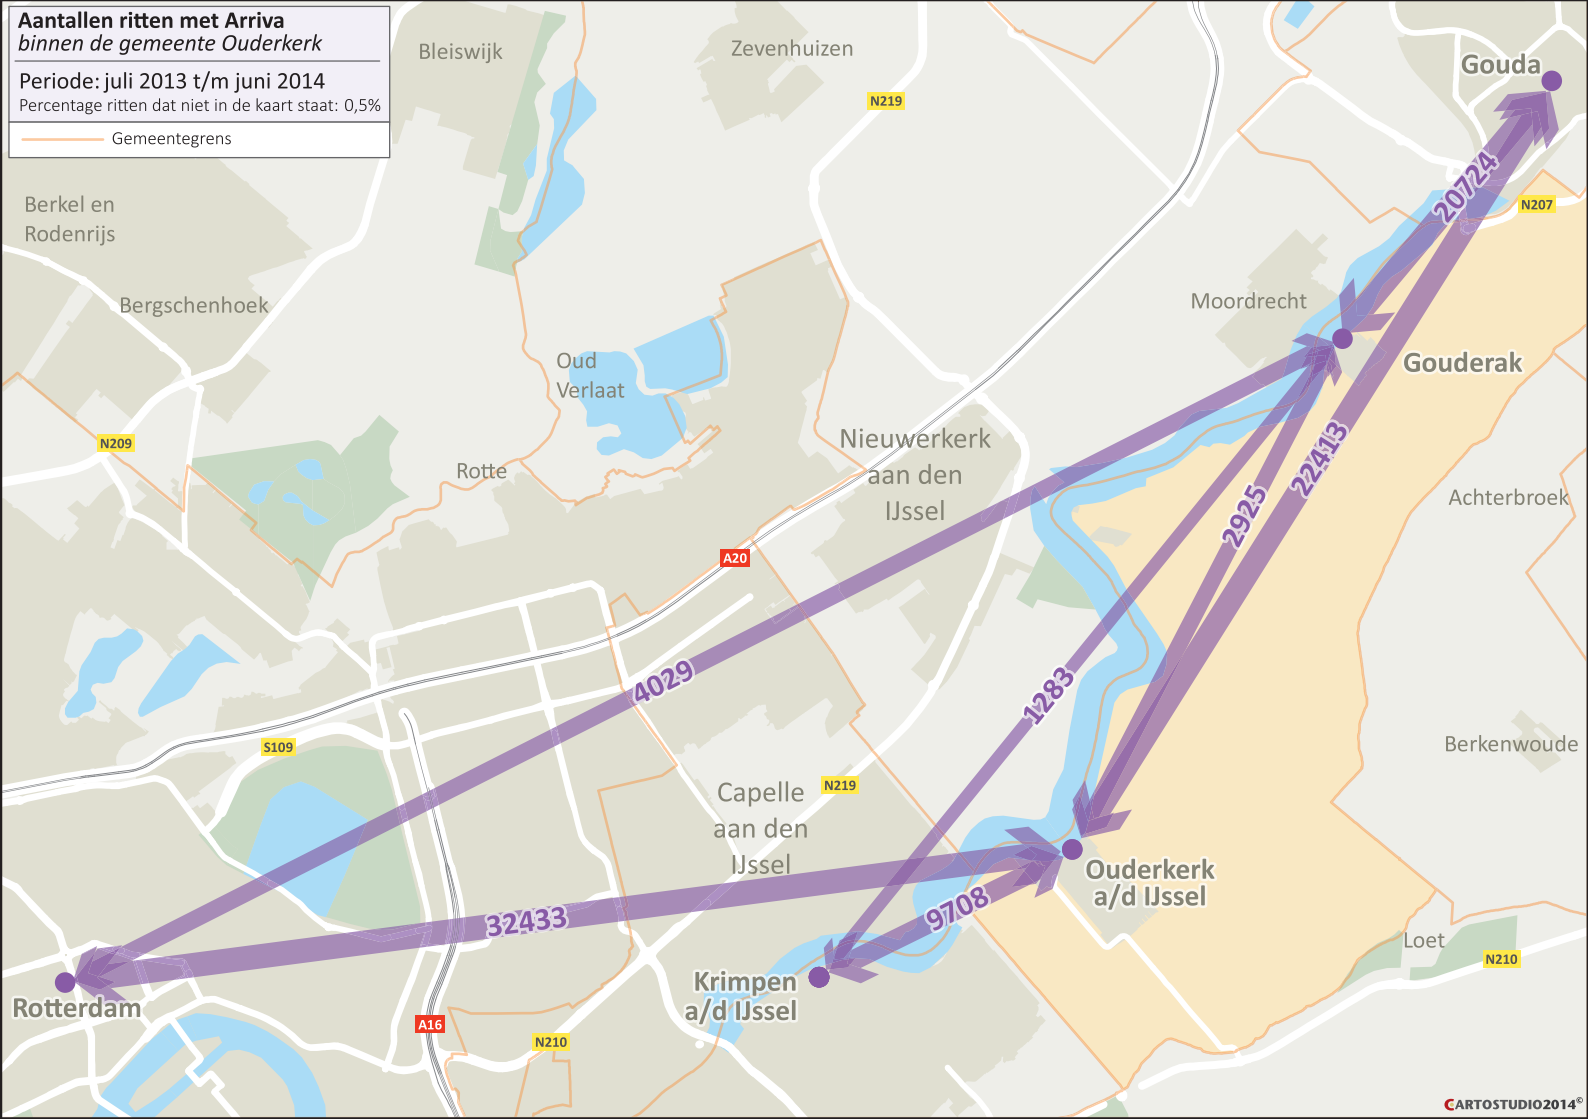 Aantallen ritten met Arriva
binnen de gemeente Ouderkerk
Periode: juli 2013 t/m juni 2014
Percentage ritten dat niet in de kaart staat: 0,5%
Gemeentegrens
Bleiswijk
Zevenhuizen
Gouda
N219
20724
N207
Berkel en
Rodenrijs
Bergschenhoek
Moordrecht
Oud
Verlaat
Gouderak
N209
Rotte
Nieuwerkerk
aan den
IJssel
22413
2925
Achterbroek
A20
4029
1283
S109
Berkenwoude
N219
Capelle
aan den
IJssel
Ouderkerk
a/d IJssel
32433
9708
Loet
N210
Krimpen
a/d IJssel
Rotterdam
A16
N210
CARTOSTUDIO2014©